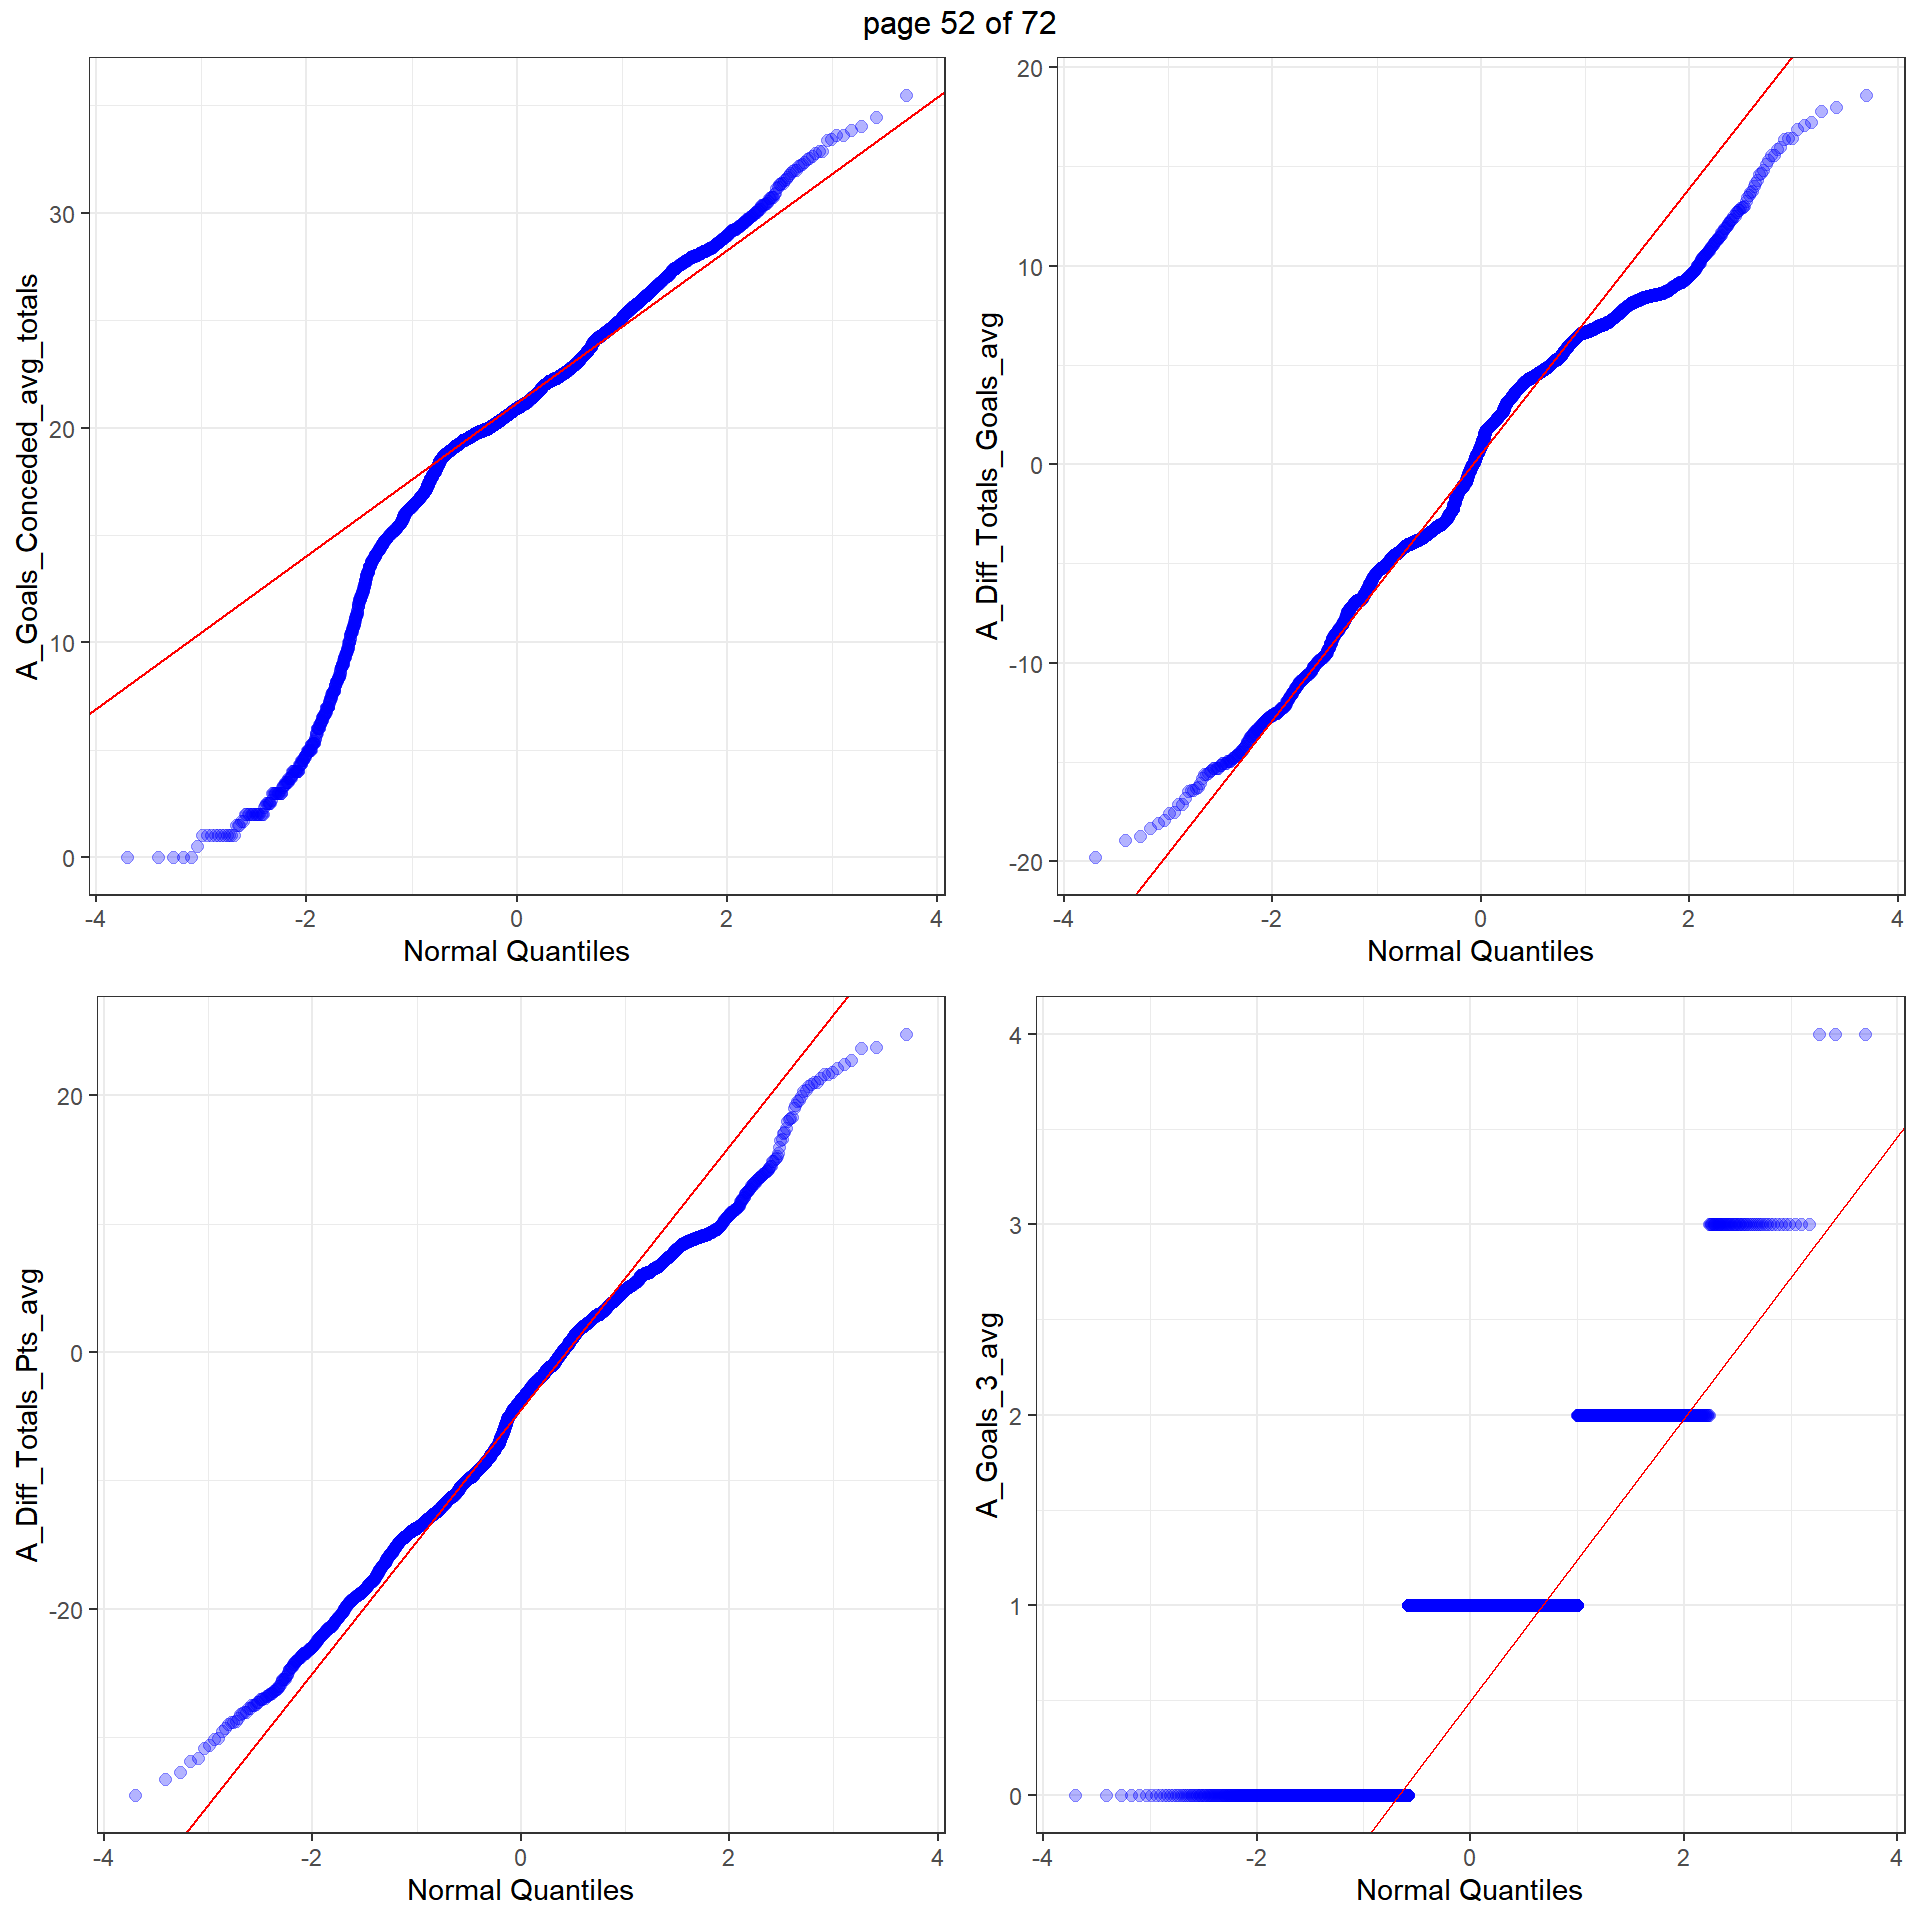 page 52 of 72
A_Goals_Conceded_avg_totals
30
20
10
0
-4 -2 0 2 4
Normal Quantiles
A_Diff_Totals_Goals_avg
20
10
0
-10
-20
-4 -2 0 2 4
Normal Quantiles
A_Diff_Totals_Pts_avg
20
0
-20
-4 -2 0 2 4
Normal Quantiles
A_Goals_3_avg
4
3
2
1
0
-4 -2 0 2 4
Normal Quantiles